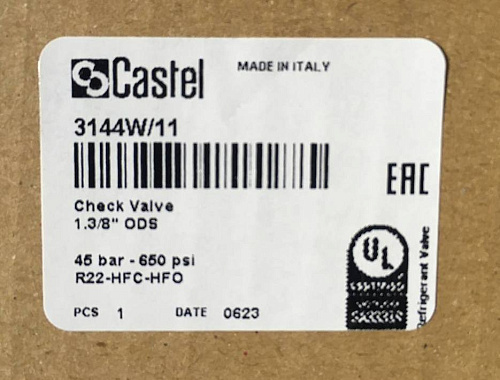 Castel
MADE IN ITALY
3144W/11
EAC
Check Valve
1.3/8" ODS
45 bar - 650 psi
R22-HFC-HFO
UL
Refrigerant Valve
PCS 1 DATE 0623